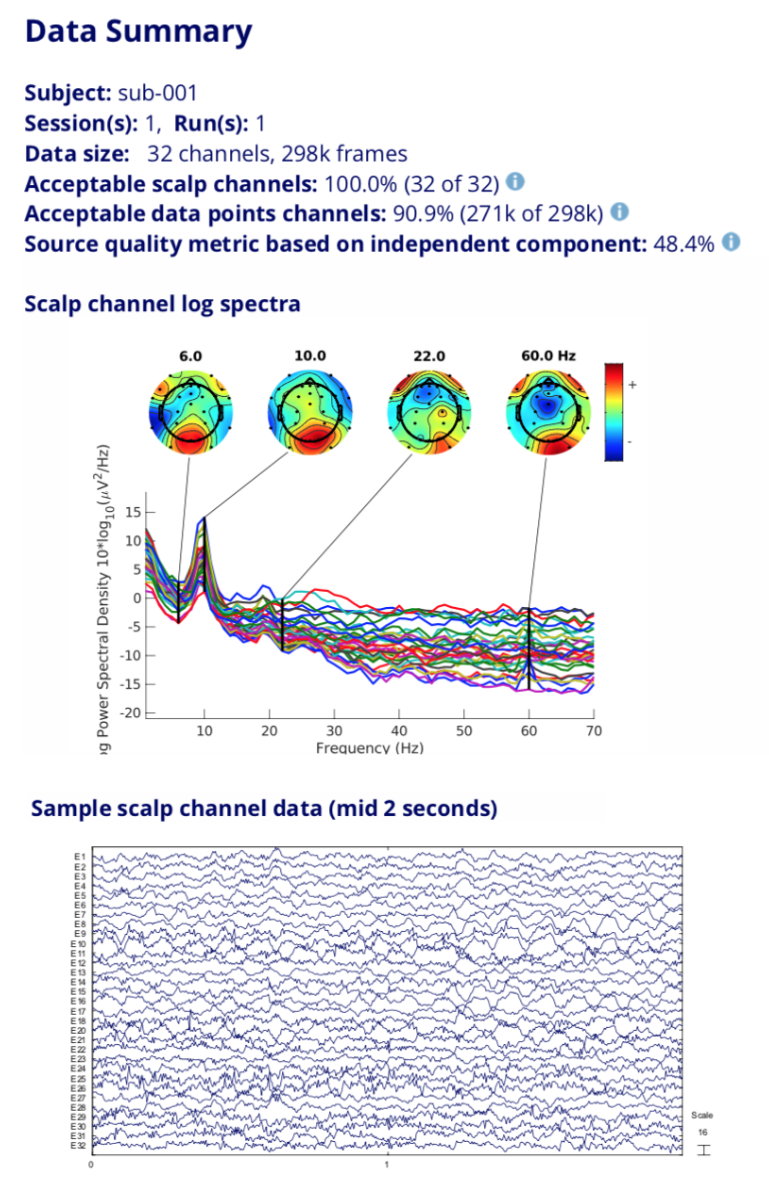 Data Summary
Subject: sub-001
Session(s): 1, Run(s): 1
Data size: 32 channels, 298k frames
Acceptable scalp channels: 100.0% (32 of 32) i
Acceptable data points channels: 90.9% (271k of 298k) i
Source quality metric based on independent component: 48.4% i
Scalp channel log spectra
6.0 10.0 22.0 60.0 Hz
+
-
g Power Spectral Density 10*log10(μV2/Hz)
15
10
5
0
-5
-10
-15
-20
10 20 30 40 50 60 70
Frequency (Hz)
Sample scalp channel data (mid 2 seconds)
E1
E2
E3
E4
E5
E6
E7
E8
E9
E10
E11
E12
E13
E14
E15
E16
E17
E18
E20
E21
E22
E23
E24
E25
E26
E27
E28
E29
E30
E31
E32
Scale
16
0 1